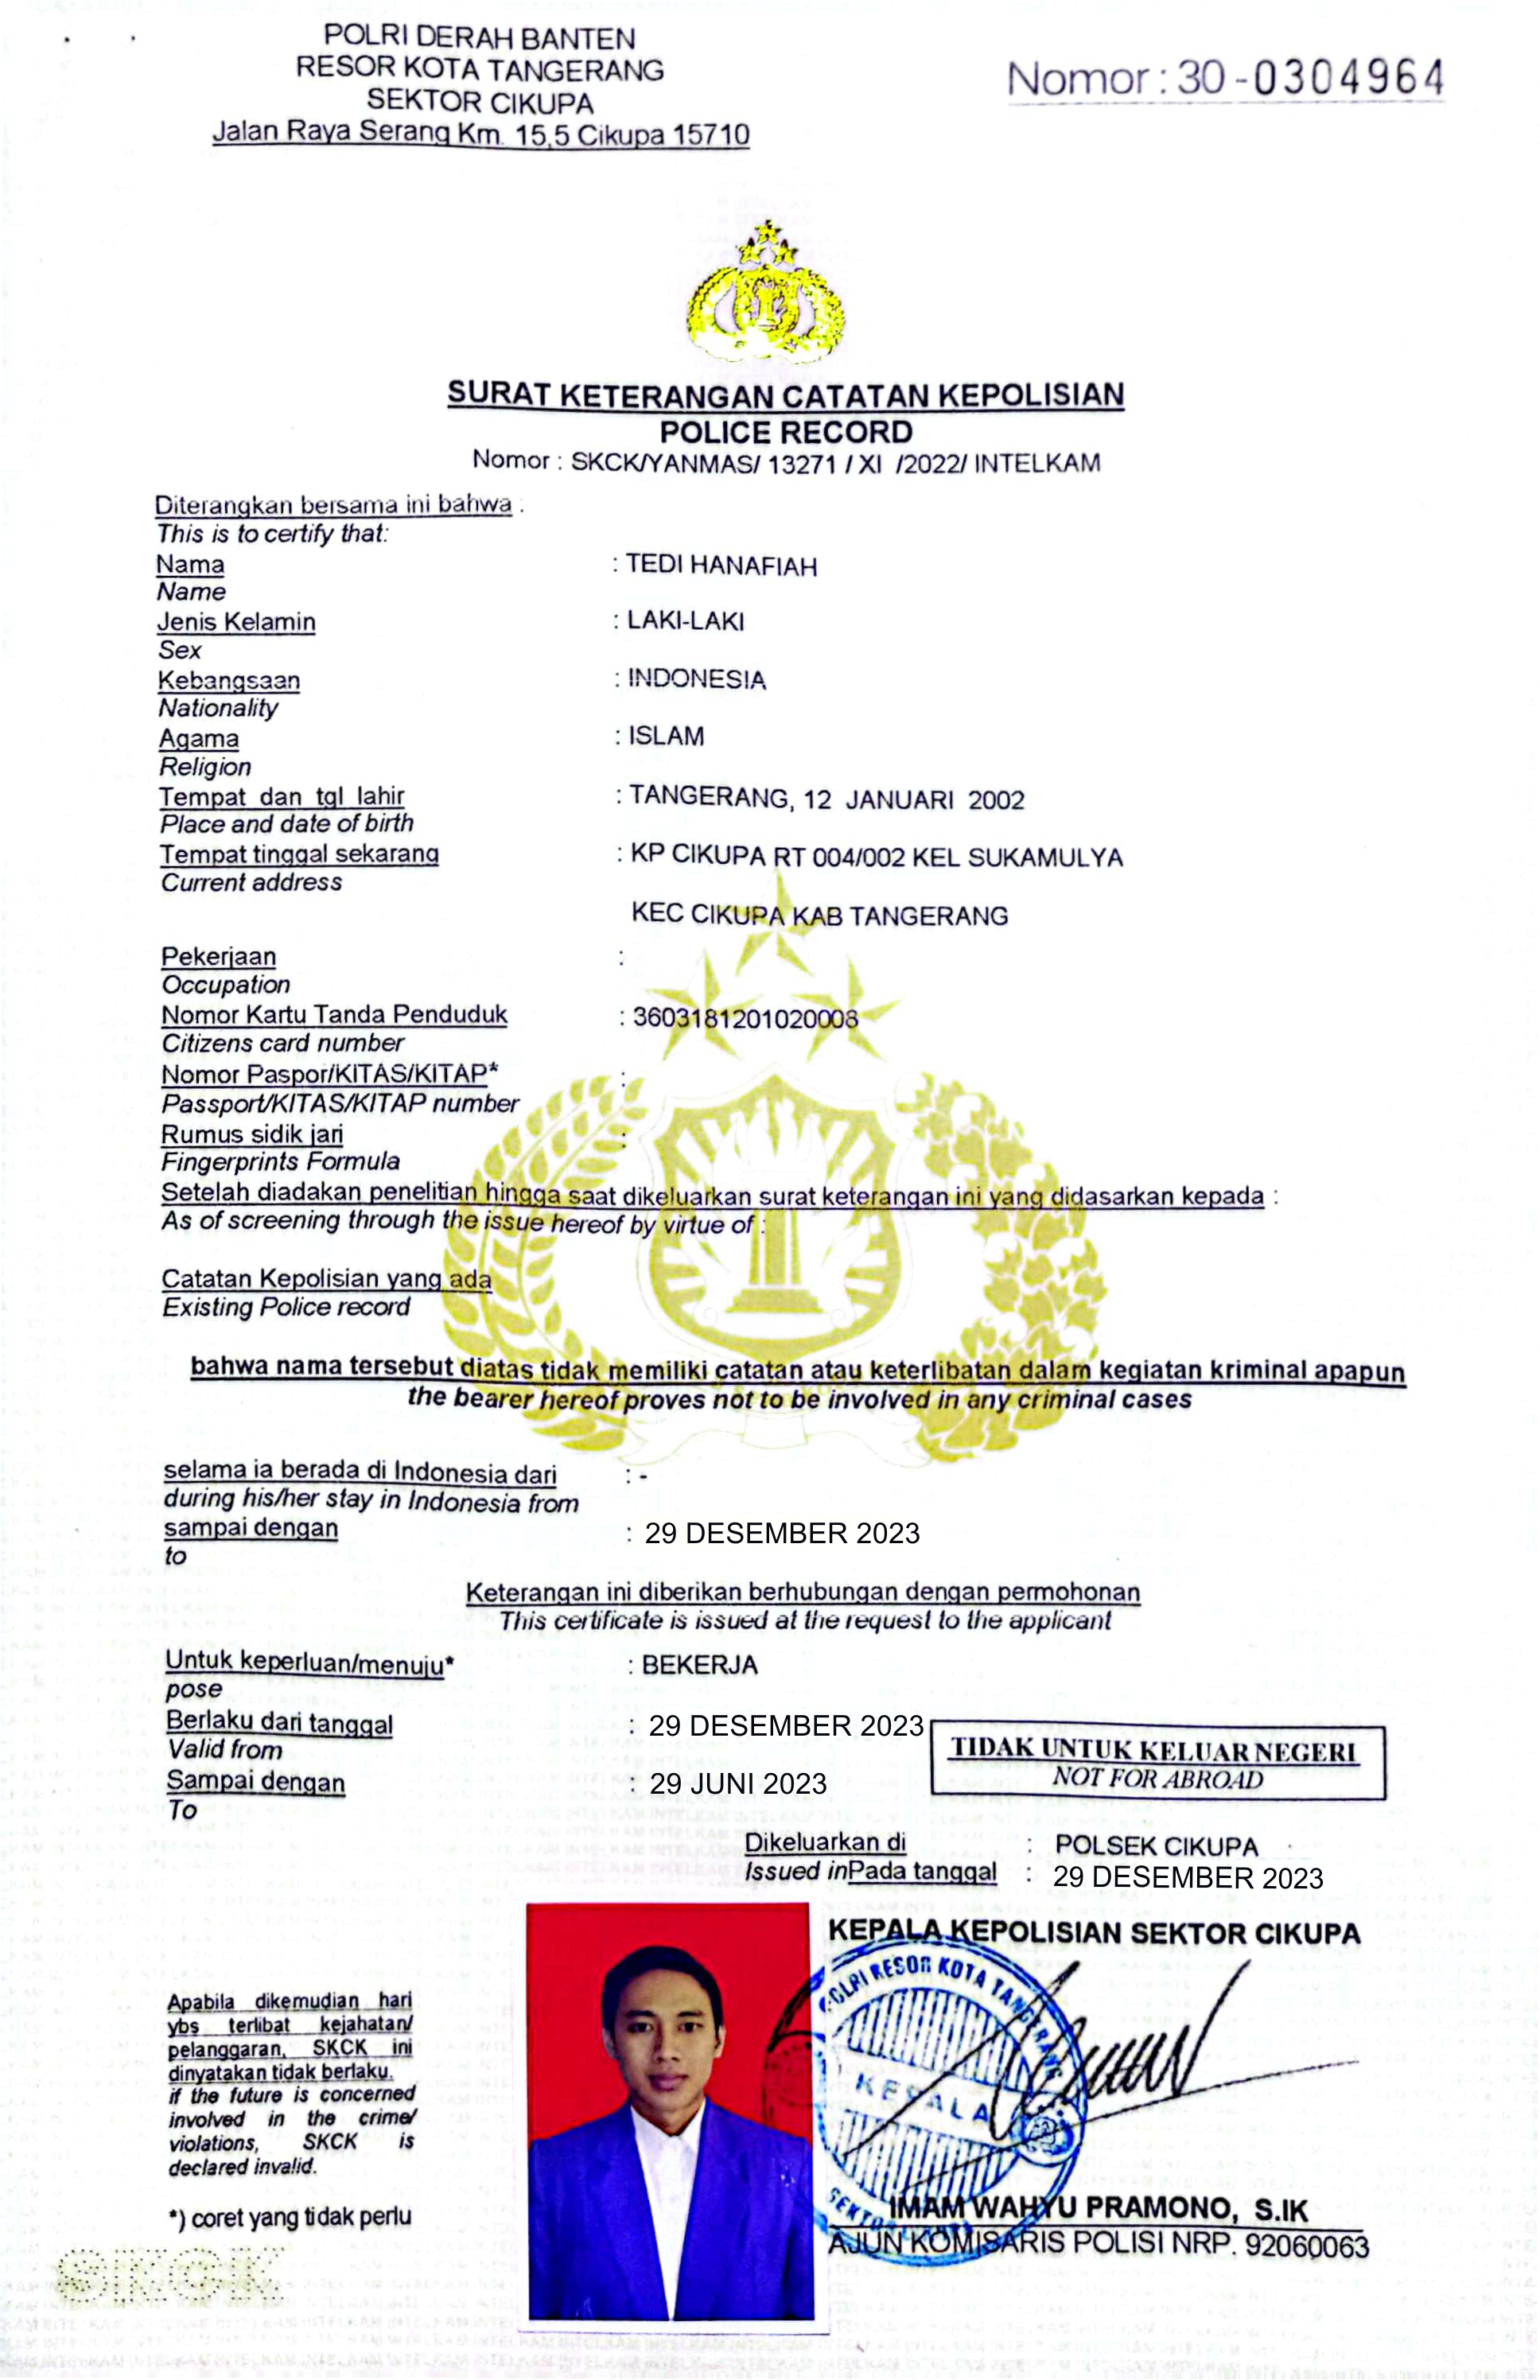 POLRI DERAH BANTEN
RESOR KOTA TANGERANG
SEKTOR CIKUPA
Jalan Raya Serang Km. 15,5 Cikupa 15710
Nomor : 30 - 0304964
SURAT KETERANGAN CATATAN KEPOLISIAN
POLICE RECORD
Nomor : SKCK/YANMAS/ 13271 / XI /2022/ INTELKAM
Diterangkan bersama ini bahwa :
This is to certify that:
Nama : TEDI HANAFIAH
Name
Jenis Kelamin : LAKI-LAKI
Sex
Kebangsaan : INDONESIA
Nationality
Agama : ISLAM
Religion
Tempat dan tgl lahir : TANGERANG, 12 JANUARI 2002
Place and date of birth
Tempat tinggal sekarang : KP CIKUPA RT 004/002 KEL SUKAMULYA
Current address
KEC CIKUPA KAB TANGERANG
Pekerjaan :
Occupation
Nomor Kartu Tanda Penduduk : 3603181201020008
Citizens card number
Nomor Paspor/KITAS/KITAP* :
Passport/KITAS/KITAP number
Rumus sidik jari :
Fingerprints Formula
Setelah diadakan penelitian hingga saat dikeluarkan surat keterangan ini yang didasarkan kepada :
As of screening through the issue hereof by virtue of :
Catatan Kepolisian yang ada
Existing Police record
bahwa nama tersebut diatas tidak memiliki catatan atau keterlibatan dalam kegiatan kriminal apapun
the bearer hereof proves not to be involved in any criminal cases
selama ia berada di Indonesia dari : -
during his/her stay in Indonesia from
sampai dengan : 29 DESEMBER 2023
to
Keterangan ini diberikan berhubungan dengan permohonan
This certificate is issued at the request to the applicant
Untuk keperluan/menuju* : BEKERJA
pose
Berlaku dari tanggal : 29 DESEMBER 2023
Valid from
Sampai dengan : 29 JUNI 2023
To
TIDAK UNTUK KELUAR NEGERI
NOT FOR ABROAD
Dikeluarkan di : POLSEK CIKUPA
Issued inPada tanggal : 29 DESEMBER 2023
KEPALA KEPOLISIAN SEKTOR CIKUPA
POLRI RESOR KOTA TANGERANG
KEPALA
SEKTOR CIKUPA
IMAM WAHYU PRAMONO, S.IK
AJUN KOMISARIS POLISI NRP. 92060063
Apabila dikemudian hari
ybs terlibat kejahatan/
pelanggaran, SKCK ini
dinyatakan tidak berlaku.
if the future is concerned
involved in the crime/
violations, SKCK is
declared invalid.
*) coret yang tidak perlu
SKCK